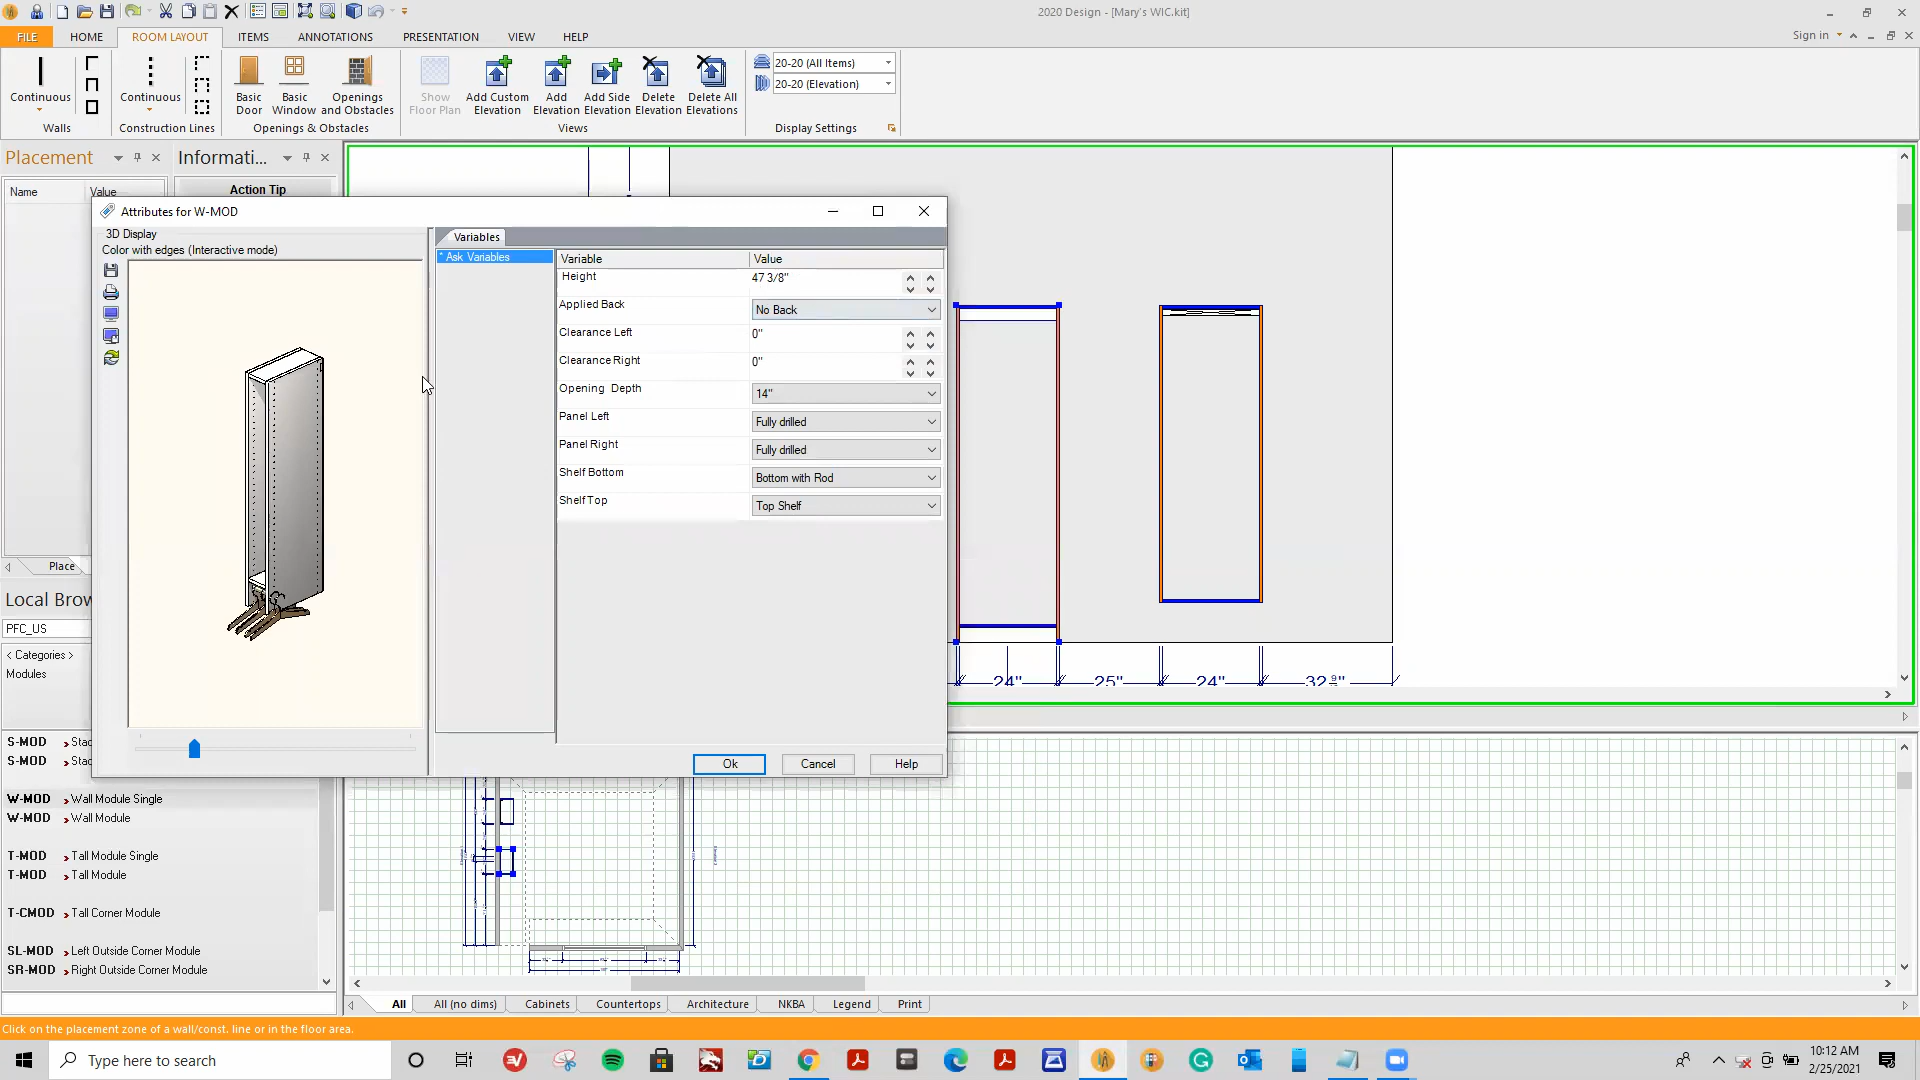 2020 Design - [Mary's WIC.kit]
FILE HOME ROOM LAYOUT ITEMS ANNOTATIONS PRESENTATION VIEW HELP
Sign in
Continuous
Walls
Continuous
Construction Lines
Basic Door
Basic Window
Openings and Obstacles
Openings & Obstacles
Show Floor Plan
Add Custom Elevation
Add Elevation
Add Side Elevation
Delete Elevation
Delete All Elevations
Views
20-20 (All Items)
20-20 (Elevation)
Display Settings
Placement
Informati...
Name Value
Action Tip
Attributes for W-MOD
3D Display
Color with edges (Interactive mode)
Variables
* Ask Variables
Variable Value
Height 47 3/8"
Applied Back No Back
Clearance Left 0"
Clearance Right 0"
Opening Depth 14"
Panel Left Fully drilled
Panel Right Fully drilled
Shelf Bottom Bottom with Rod
Shelf Top Top Shelf
Ok Cancel Help
24" 25" 24"
Place
Local Brow
PFC_US
< Categories >
Modules
S-MOD Stac
S-MOD Stac
W-MOD Wall Module Single
W-MOD Wall Module
T-MOD Tall Module Single
T-MOD Tall Module
T-CMOD Tall Corner Module
SL-MOD Left Outside Corner Module
SR-MOD Right Outside Corner Module
All All (no dims) Cabinets Countertops Architecture NKBA Legend Print
Click on the placement zone of a wall/const. line or in the floor area.
Type here to search
10:12 AM
2/25/2021